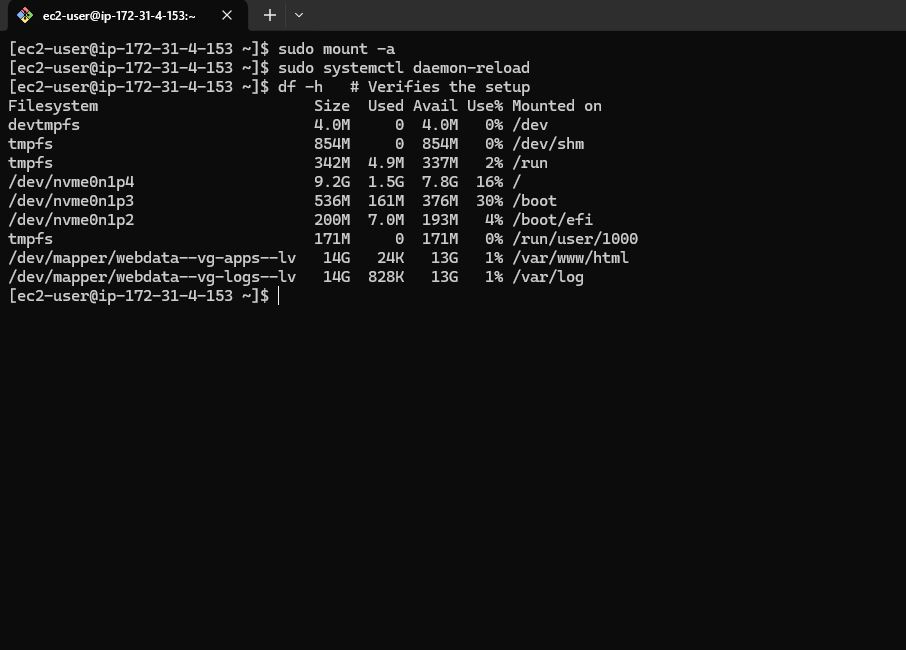 ec2-user@ip-172-31-4-153:~
[ec2-user@ip-172-31-4-153 ~]$ sudo mount -a
[ec2-user@ip-172-31-4-153 ~]$ sudo systemctl daemon-reload
[ec2-user@ip-172-31-4-153 ~]$ df -h   # Verifies the setup
Filesystem                        Size  Used Avail Use% Mounted on
devtmpfs                          4.0M     0  4.0M   0% /dev
tmpfs                             854M     0  854M   0% /dev/shm
tmpfs                             342M  4.9M  337M   2% /run
/dev/nvme0n1p4                    9.2G  1.5G  7.8G  16% /
/dev/nvme0n1p3                    536M  161M  376M  30% /boot
/dev/nvme0n1p2                    200M  7.0M  193M   4% /boot/efi
tmpfs                             171M     0  171M   0% /run/user/1000
/dev/mapper/webdata--vg-apps--lv   14G   24K   13G   1% /var/www/html
/dev/mapper/webdata--vg-logs--lv   14G  828K   13G   1% /var/log
[ec2-user@ip-172-31-4-153 ~]$